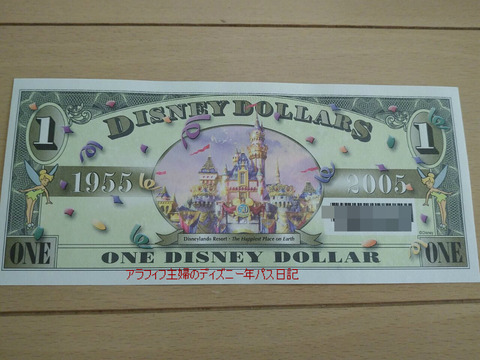 DISNEY DOLLARS
1
1
1955
2005
Disneyland Resort - The Happiest Place on Earth
©Disney
ONE
ONE DISNEY DOLLAR
ONE
アラフィフ主婦のディズニー年パス日記